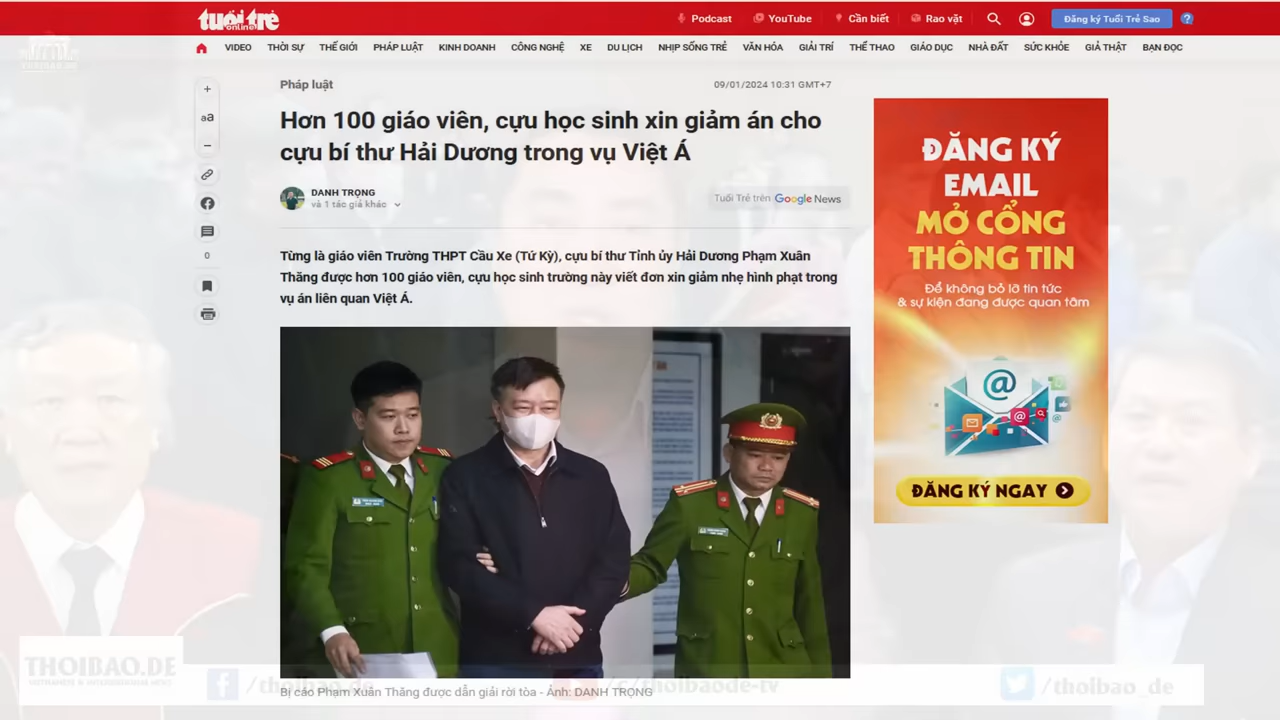 tuổi trẻ
online
Podcast
YouTube
Cần biết
Rao vặt
Đăng ký Tuổi Trẻ Sao
?
VIDEO THỜI SỰ THẾ GIỚI PHÁP LUẬT KINH DOANH CÔNG NGHỆ XE DU LỊCH NHỊP SỐNG TRẺ VĂN HÓA GIẢI TRÍ THỂ THAO GIÁO DỤC NHÀ ĐẤT SỨC KHỎE GIẢ THẬT BẠN ĐỌC
THOIBAO.DE
+
aa
−
0
Pháp luật
09/01/2024 10:31 GMT+7
Hơn 100 giáo viên, cựu học sinh xin giảm án cho
cựu bí thư Hải Dương trong vụ Việt Á
DANH TRỌNG
và 1 tác giả khác
Tuổi Trẻ trên Google News
Từng là giáo viên Trường THPT Cầu Xe (Tứ Kỳ), cựu bí thư Tỉnh ủy Hải Dương Phạm Xuân
Thăng được hơn 100 giáo viên, cựu học sinh trường này viết đơn xin giảm nhẹ hình phạt trong
vụ án liên quan Việt Á.
ĐĂNG KÝ
EMAIL
MỞ CỔNG
THÔNG TIN
Để không bỏ lỡ tin tức
& sự kiện đang được quan tâm
@
ĐĂNG KÝ NGAY
THOIBAO.DE
/thoibao.de
/c/thoibaode-tv
/thoibao_de
Bị cáo Phạm Xuân Thăng được dẫn giải rời tòa - Ảnh: DANH TRỌNG